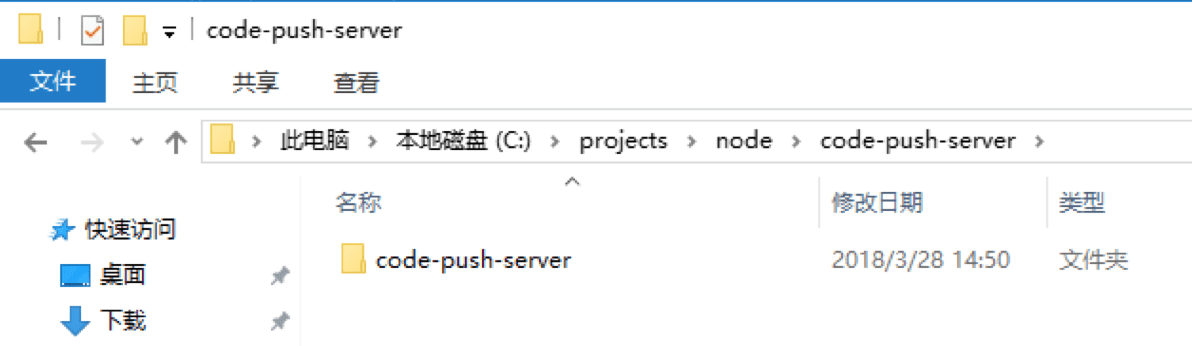 code-push-server
文件 主页 共享 查看
此电脑 本地磁盘 (C:) projects node code-push-server
名称 修改日期 类型
快速访问
code-push-server 2018/3/28 14:50 文件夹
桌面
下载